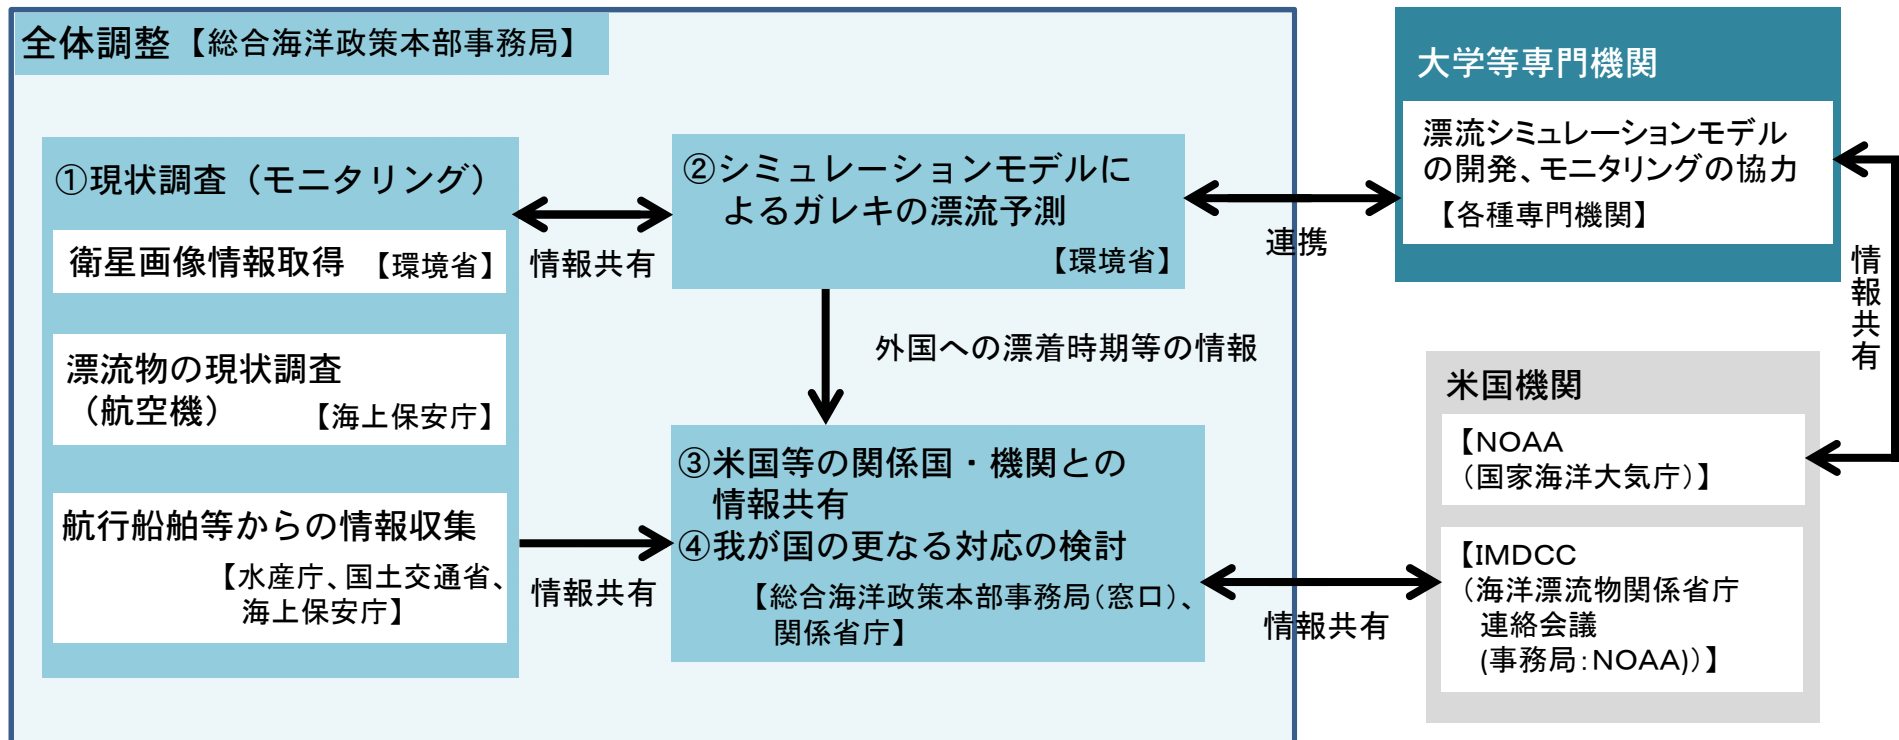 全体調整【総合海洋政策本部事務局】
①現状調査（モニタリング）
衛星画像情報取得 【環境省】
漂流物の現状調査
（航空機） 【海上保安庁】
航行船舶等からの情報収集
【水産庁、国土交通省、
海上保安庁】
情報共有
情報共有
②シミュレーションモデルに
よるガレキの漂流予測
【環境省】
外国への漂着時期等の情報
③米国等の関係国・機関との
情報共有
④我が国の更なる対応の検討
【総合海洋政策本部事務局（窓口）、
関係省庁】
連携
情報共有
大学等専門機関
漂流シミュレーションモデル
の開発、モニタリングの協力
【各種専門機関】
情報共有
米国機関
【NOAA
（国家海洋大気庁）】
【IMDCC
（海洋漂流物関係省庁
連絡会議
(事務局：NOAA)）】